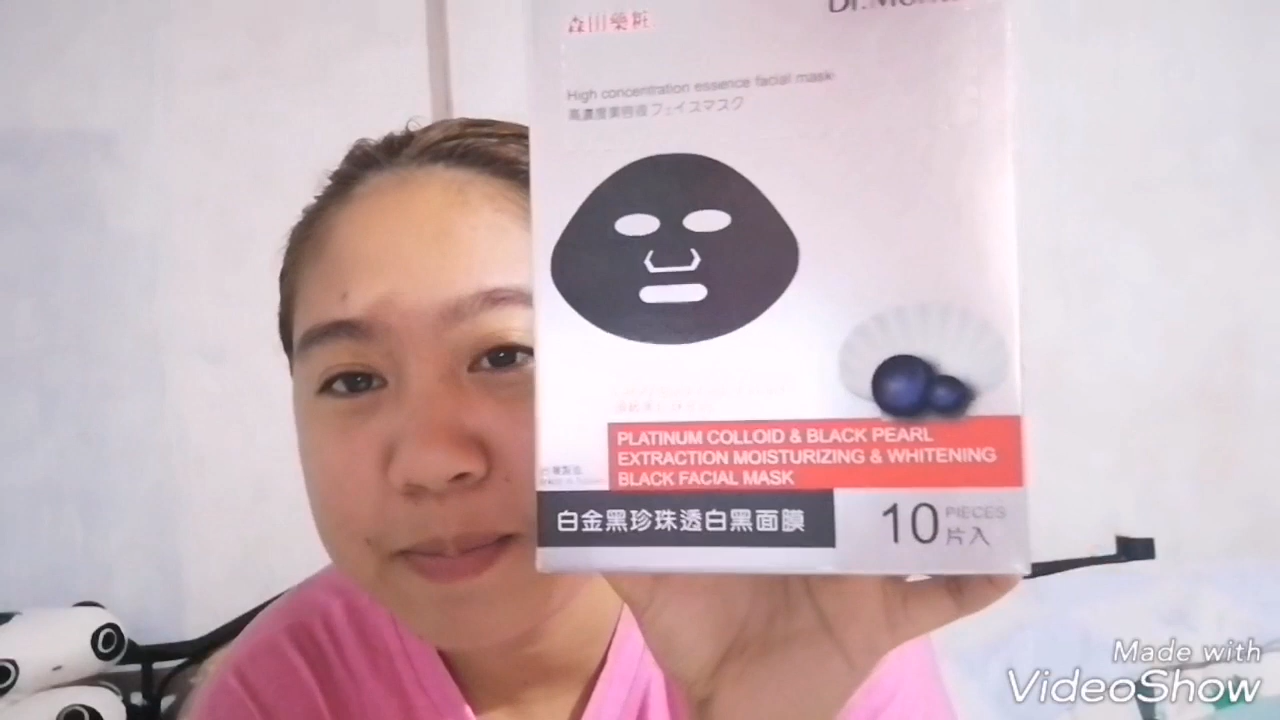 森田藥粧
High concentration essence facial mask
高濃度美容液フェイスマスク
PLATINUM COLLOID & BLACK PEARL
EXTRACTION MOISTURIZING & WHITENING
BLACK FACIAL MASK
白金黑珍珠透白黑面膜
10 PIECES
片入
Made with
VideoShow